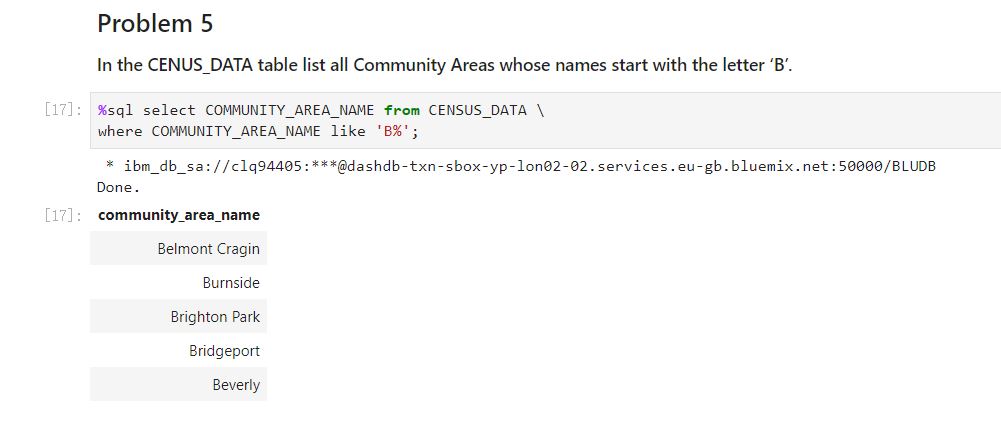 Problem 5
In the CENUS_DATA table list all Community Areas whose names start with the letter ‘B’.
[17]: %sql select COMMUNITY_AREA_NAME from CENSUS_DATA \
where COMMUNITY_AREA_NAME like 'B%';
* ibm_db_sa://clq94405:***@dashdb-txn-sbox-yp-lon02-02.services.eu-gb.bluemix.net:50000/BLUDB
Done.
[17]: community_area_name
Belmont Cragin
Burnside
Brighton Park
Bridgeport
Beverly